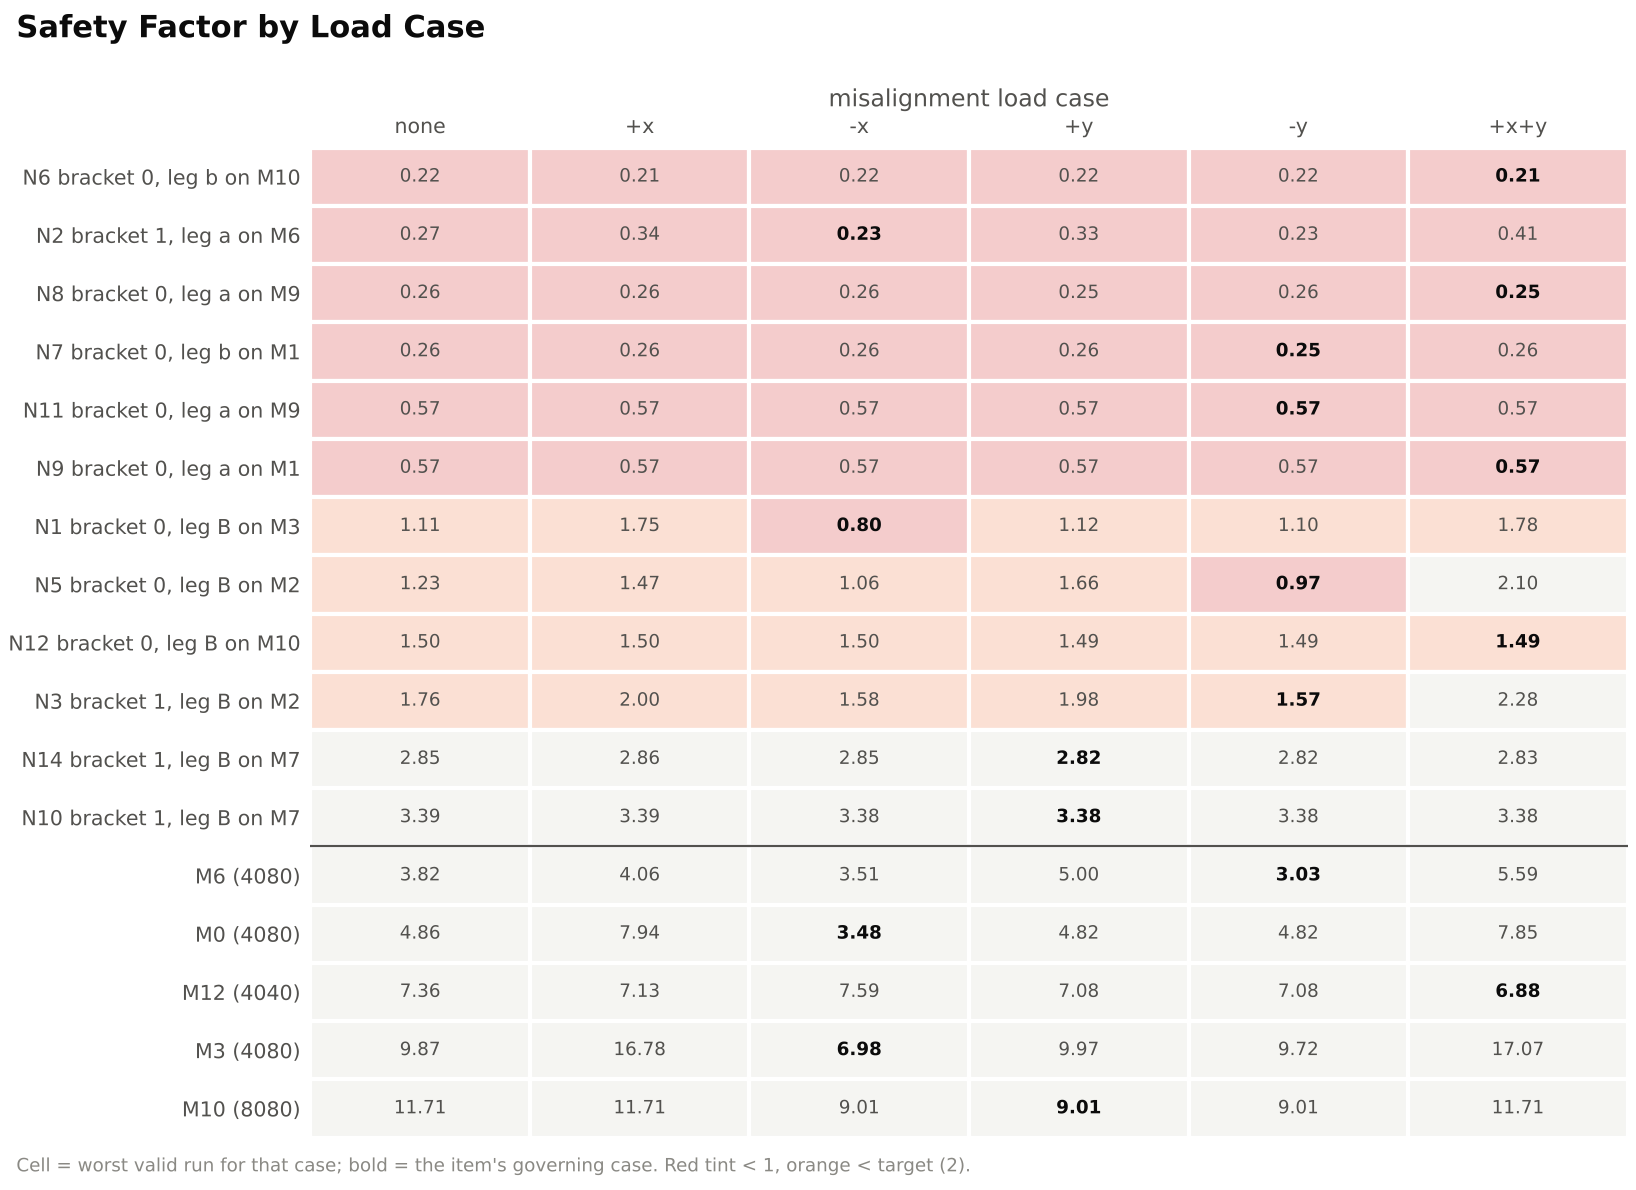 Safety Factor by Load Case
misalignment load case
none +x -x +y -y +x+y
N6 bracket 0, leg b on M10 0.22 0.21 0.22 0.22 0.22 0.21
N2 bracket 1, leg a on M6 0.27 0.34 0.23 0.33 0.23 0.41
N8 bracket 0, leg a on M9 0.26 0.26 0.26 0.25 0.26 0.25
N7 bracket 0, leg b on M1 0.26 0.26 0.26 0.26 0.25 0.26
N11 bracket 0, leg a on M9 0.57 0.57 0.57 0.57 0.57 0.57
N9 bracket 0, leg a on M1 0.57 0.57 0.57 0.57 0.57 0.57
N1 bracket 0, leg B on M3 1.11 1.75 0.80 1.12 1.10 1.78
N5 bracket 0, leg B on M2 1.23 1.47 1.06 1.66 0.97 2.10
N12 bracket 0, leg B on M10 1.50 1.50 1.50 1.49 1.49 1.49
N3 bracket 1, leg B on M2 1.76 2.00 1.58 1.98 1.57 2.28
N14 bracket 1, leg B on M7 2.85 2.86 2.85 2.82 2.82 2.83
N10 bracket 1, leg B on M7 3.39 3.39 3.38 3.38 3.38 3.38
M6 (4080) 3.82 4.06 3.51 5.00 3.03 5.59
M0 (4080) 4.86 7.94 3.48 4.82 4.82 7.85
M12 (4040) 7.36 7.13 7.59 7.08 7.08 6.88
M3 (4080) 9.87 16.78 6.98 9.97 9.72 17.07
M10 (8080) 11.71 11.71 9.01 9.01 9.01 11.71
Cell = worst valid run for that case; bold = the item's governing case. Red tint < 1, orange < target (2).